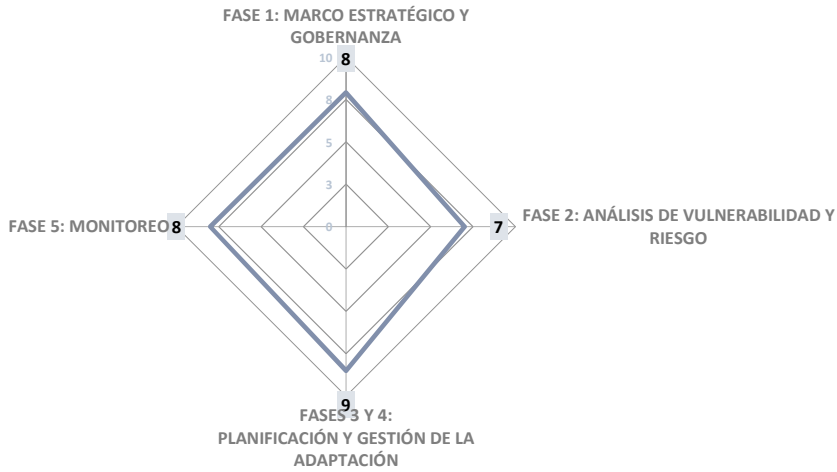 FASE 1: MARCO ESTRATÉGICO Y
GOBERNANZA
10
8
8
5
3
0
FASE 5: MONITOREO
8
7
FASE 2: ANÁLISIS DE VULNERABILIDAD Y
RIESGO
9
FASES 3 Y 4:
PLANIFICACIÓN Y GESTIÓN DE LA
ADAPTACIÓN